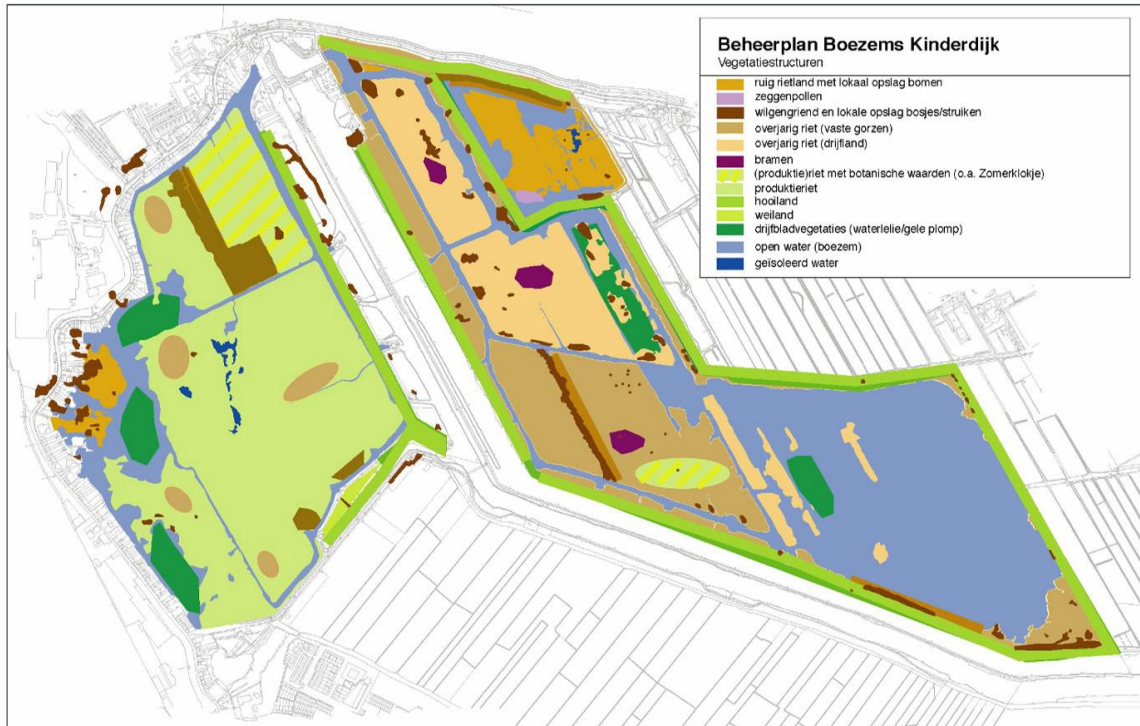 Beheerplan Boezems Kinderdijk
Vegetatiestructuren
ruig rietland met lokaal opslag bomen
zeggenpollen
wilgengriend en lokale opslag bosjes/struiken
overjarig riet (vaste gorzen)
overjarig riet (drijfland)
bramen
(produktie)riet met botanische waarden (o.a. Zomerklokje)
produktieriet
hooiland
weiland
drijfbladvegetaties (waterlelie/gele plomp)
open water (boezem)
geïsoleerd water